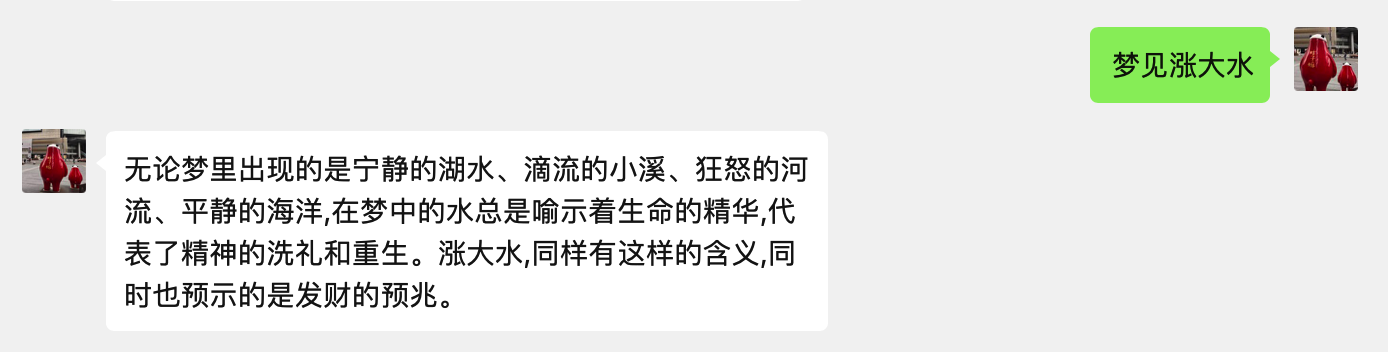 梦见涨大水
无论梦里出现的是宁静的湖水、滴流的小溪、狂怒的河
流、平静的海洋,在梦中的水总是喻示着生命的精华,代
表了精神的洗礼和重生。涨大水,同样有这样的含义,同
时也预示的是发财的预兆。